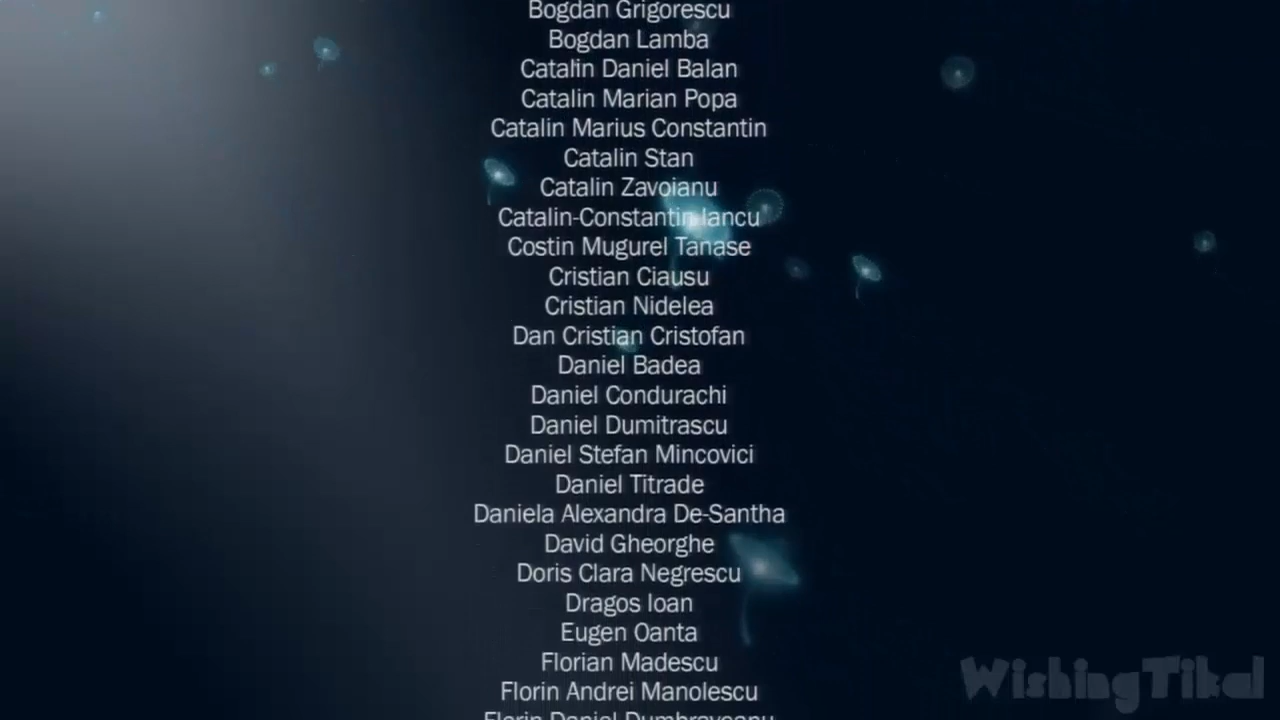 Bogdan Grigorescu
Bogdan Lamba
Catalin Daniel Balan
Catalin Marian Popa
Catalin Marius Constantin
Catalin Stan
Catalin Zavoianu
Catalin-Constantin Iancu
Costin Mugurel Tanase
Cristian Ciausu
Cristian Nidelea
Dan Cristian Cristofan
Daniel Badea
Daniel Condurachi
Daniel Dumitrascu
Daniel Stefan Mincovici
Daniel Titrade
Daniela Alexandra De-Santha
David Gheorghe
Doris Clara Negrescu
Dragos Ioan
Eugen Oanta
Florian Madescu
Florin Andrei Manolescu
Florin Daniel Dumbraveanu
WishingTikal